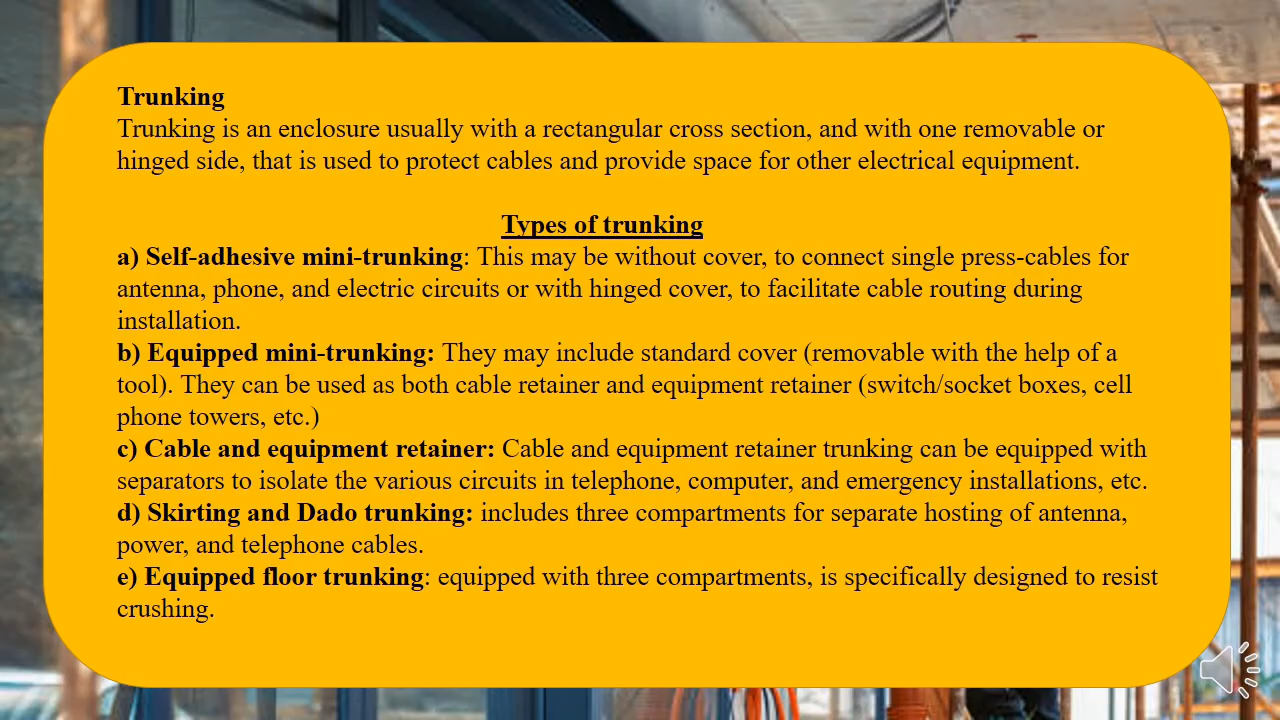 Trunking
Trunking is an enclosure usually with a rectangular cross section, and with one removable or
hinged side, that is used to protect cables and provide space for other electrical equipment.
Types of trunking
a) Self-adhesive mini-trunking: This may be without cover, to connect single press-cables for
antenna, phone, and electric circuits or with hinged cover, to facilitate cable routing during
installation.
b) Equipped mini-trunking: They may include standard cover (removable with the help of a
tool). They can be used as both cable retainer and equipment retainer (switch/socket boxes, cell
phone towers, etc.)
c) Cable and equipment retainer: Cable and equipment retainer trunking can be equipped with
separators to isolate the various circuits in telephone, computer, and emergency installations, etc.
d) Skirting and Dado trunking: includes three compartments for separate hosting of antenna,
power, and telephone cables.
e) Equipped floor trunking: equipped with three compartments, is specifically designed to resist
crushing.